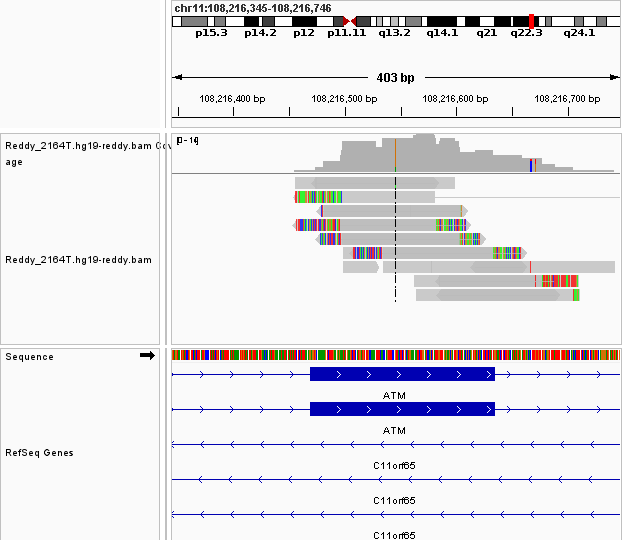 chr11:108,216,345-108,216,746
p15.3 p14.2 p12 p11.11 q13.2 q14.1 q21 q22.3 q24.1
403 bp
108,216,400 bp 108,216,500 bp 108,216,600 bp 108,216,700 bp
Reddy_2164T.hg19-reddy.bam Cov
age
Reddy_2164T.hg19-reddy.bam
Sequence
ATM
ATM
RefSeq Genes
C11orf65
C11orf65
C11orf65